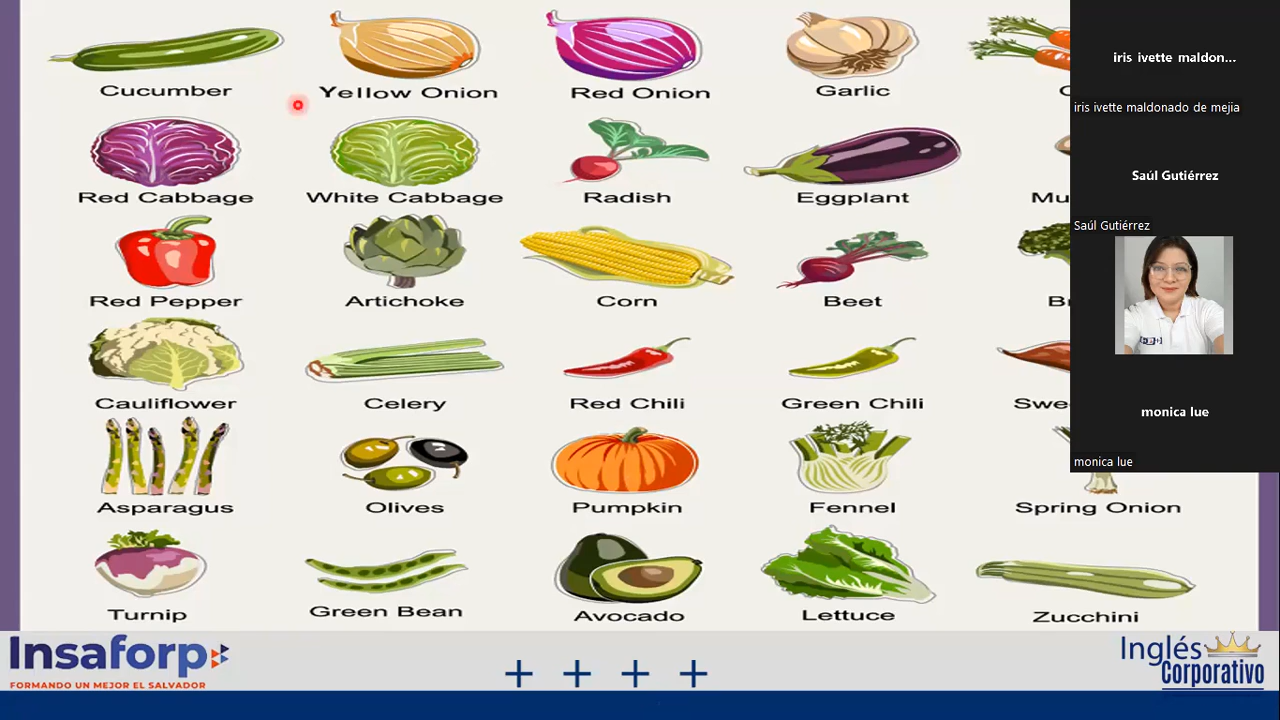 Cucumber
Yellow Onion
Red Onion
Garlic
Red Cabbage
White Cabbage
Radish
Eggplant
Red Pepper
Artichoke
Corn
Beet
Cauliflower
Celery
Red Chili
Green Chili
Asparagus
Olives
Pumpkin
Fennel
Spring Onion
Turnip
Green Bean
Avocado
Lettuce
Zucchini
iris ivette maldon...
iris ivette maldonado de mejia
Saúl Gutiérrez
Saúl Gutiérrez
monica lue
monica lue
Insaforp
FORMANDO UN MEJOR EL SALVADOR
Inglés
Corporativo